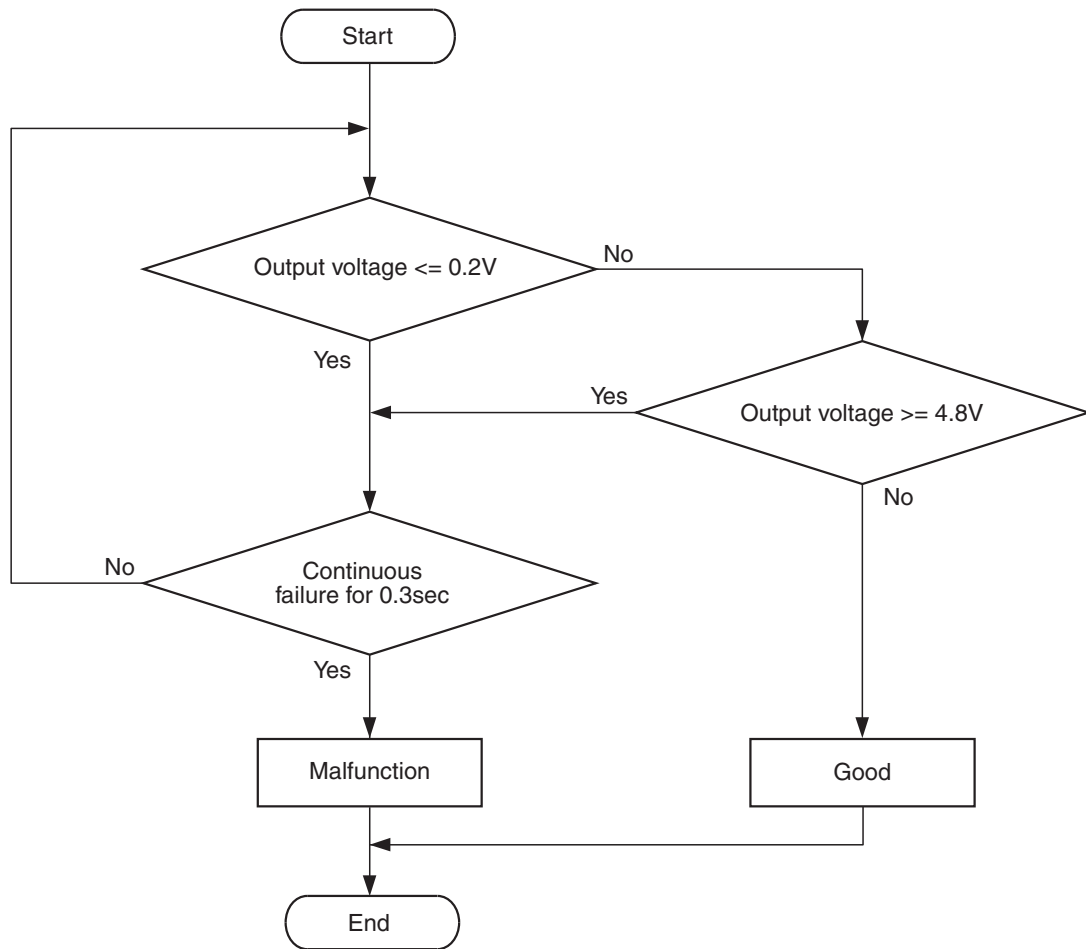 Start
Output voltage <= 0.2V
No
Yes
Yes
Output voltage >= 4.8V
No
No
Continuous
failure for 0.3sec
Yes
Malfunction
Good
End